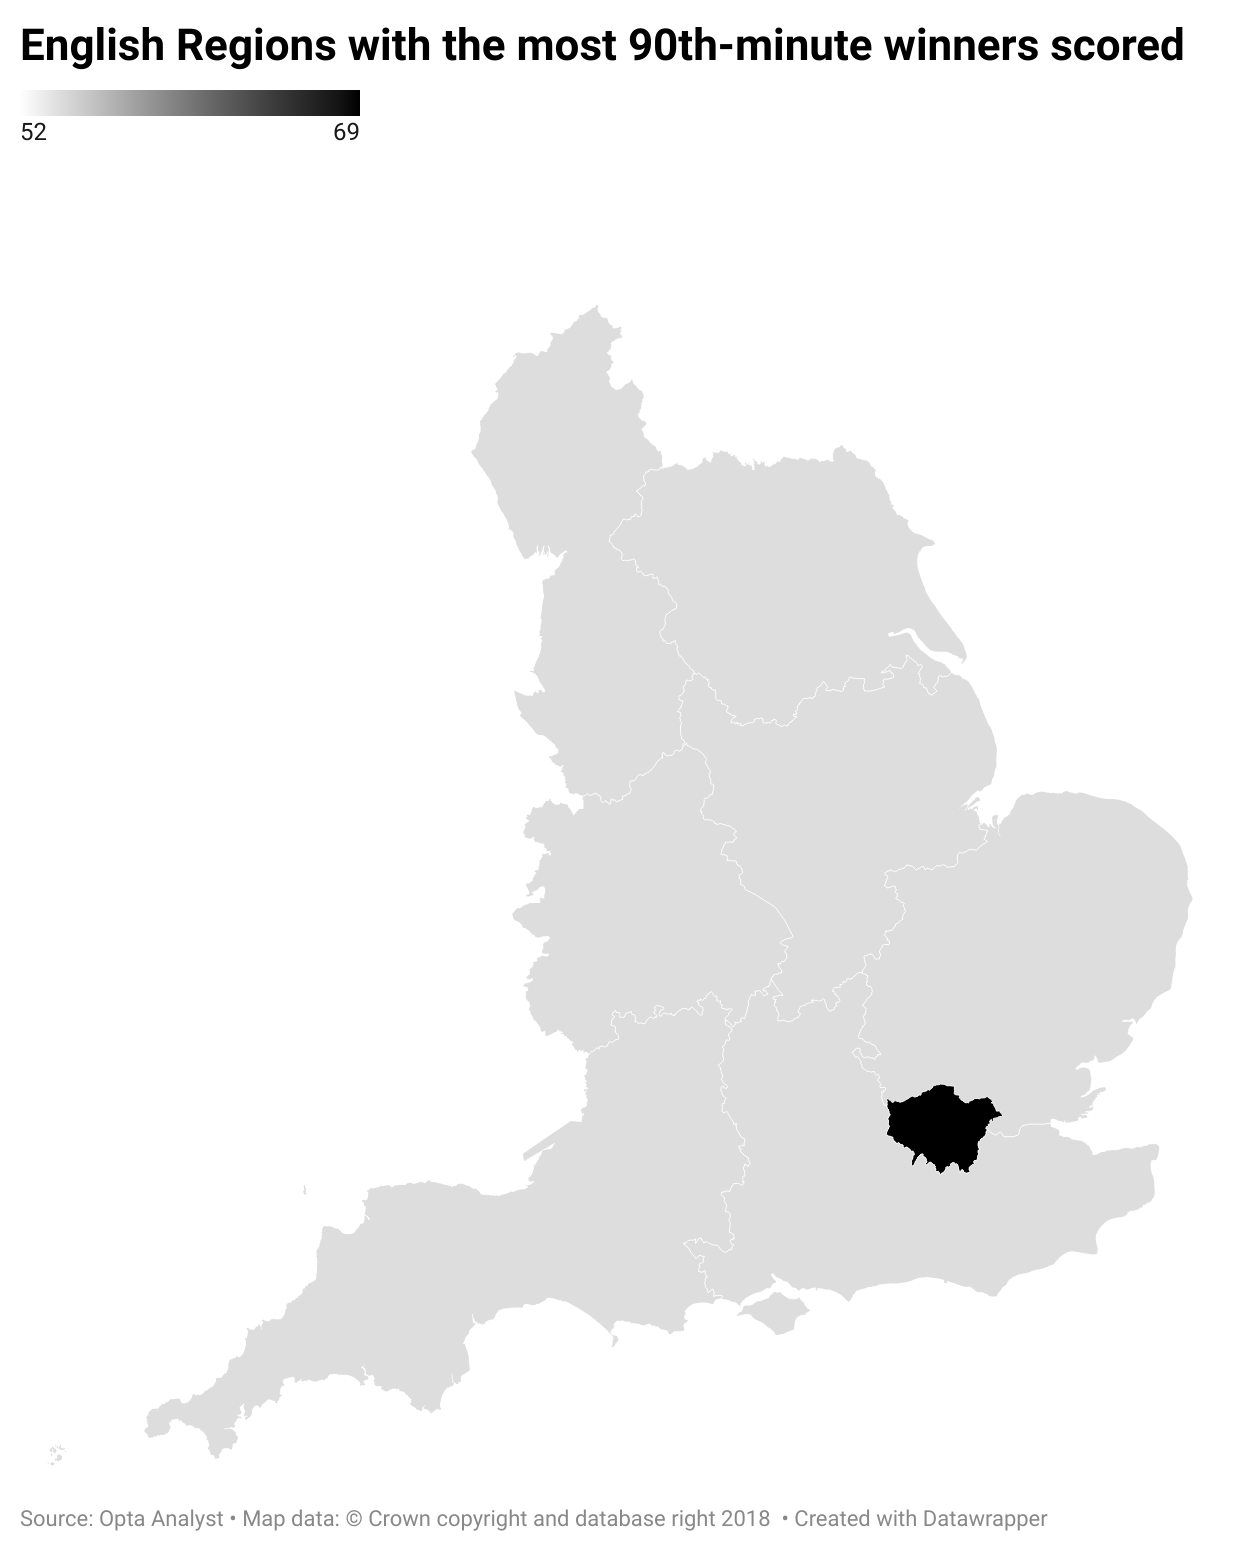 English Regions with the most 90th-minute winners scored
52 69
Source: Opta Analyst • Map data: © Crown copyright and database right 2018 • Created with Datawrapper